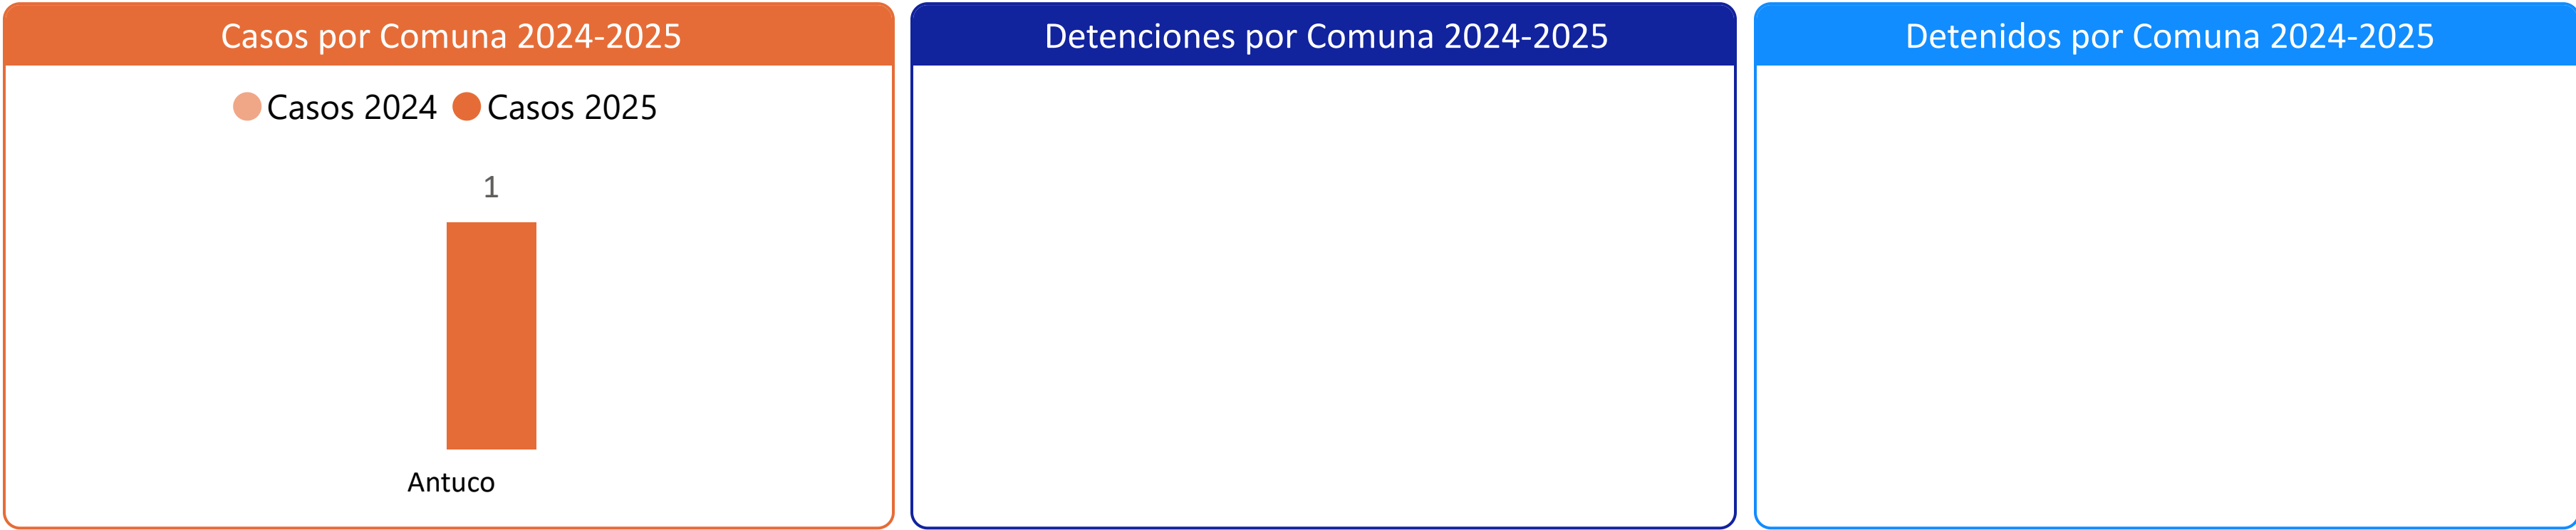 Casos por Comuna 2024-2025
Casos 2024 Casos 2025
1
Antuco
Detenciones por Comuna 2024-2025
Detenidos por Comuna 2024-2025